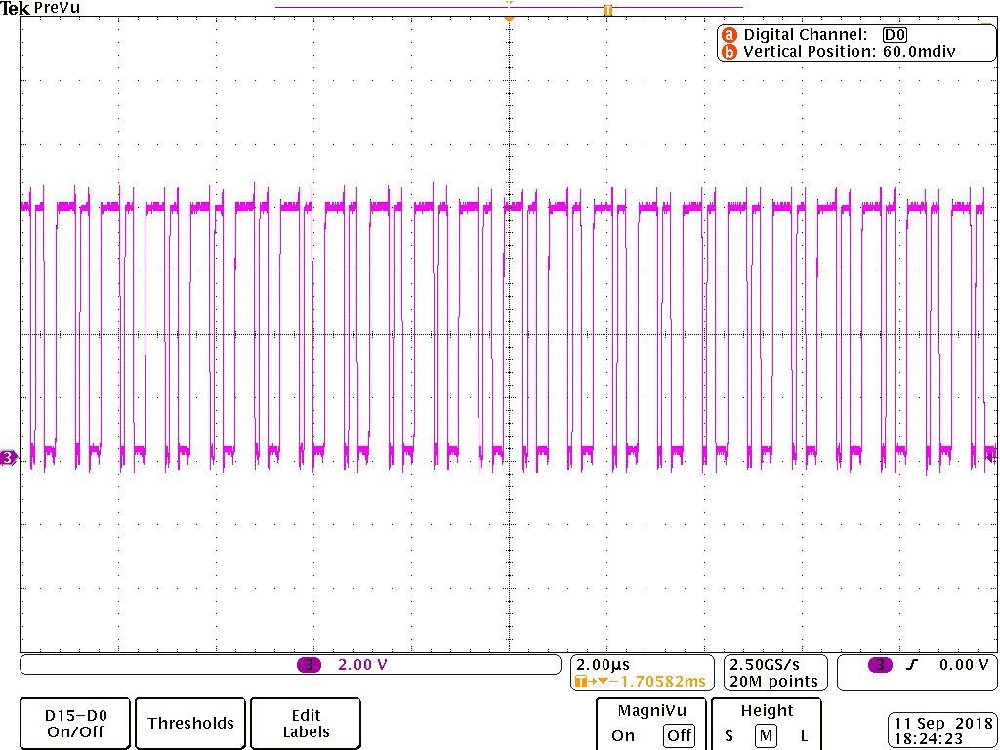 Tek PreVu
T
a Digital Channel: D0
b Vertical Position: 60.0mdiv
3
3 2.00 V
2.00µs
T→▼−1.70582ms
2.50GS/s
20M points
3 0.00 V
D15−D0
On/Off
Thresholds
Edit
Labels
MagniVu
On Off
Height
S M L
11 Sep 2018
18:24:23